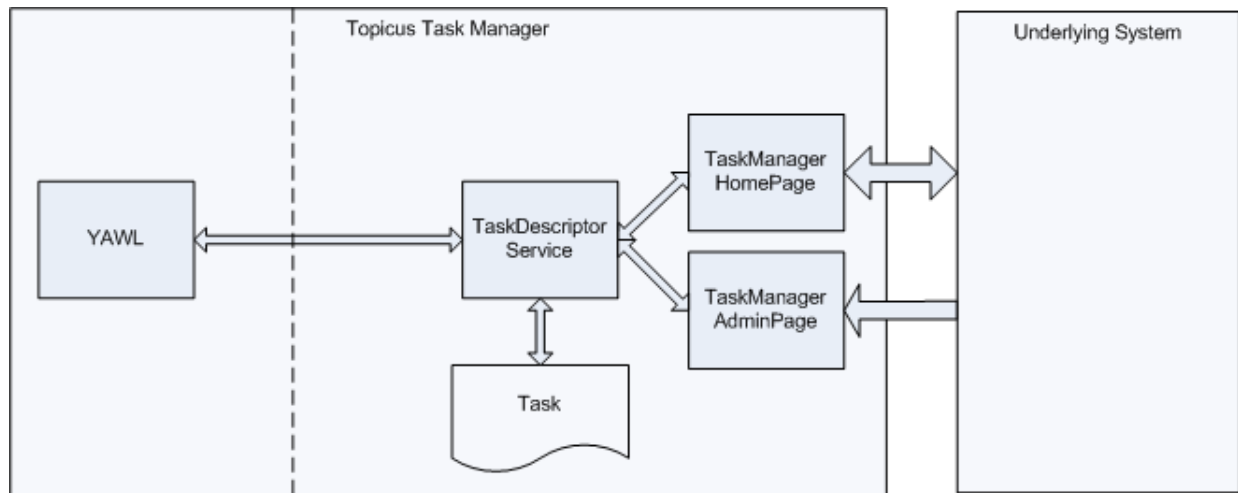 Topicus Task Manager
Underlying System
TaskManager
HomePage
YAWL
TaskDescriptor
Service
TaskManager
AdminPage
Task